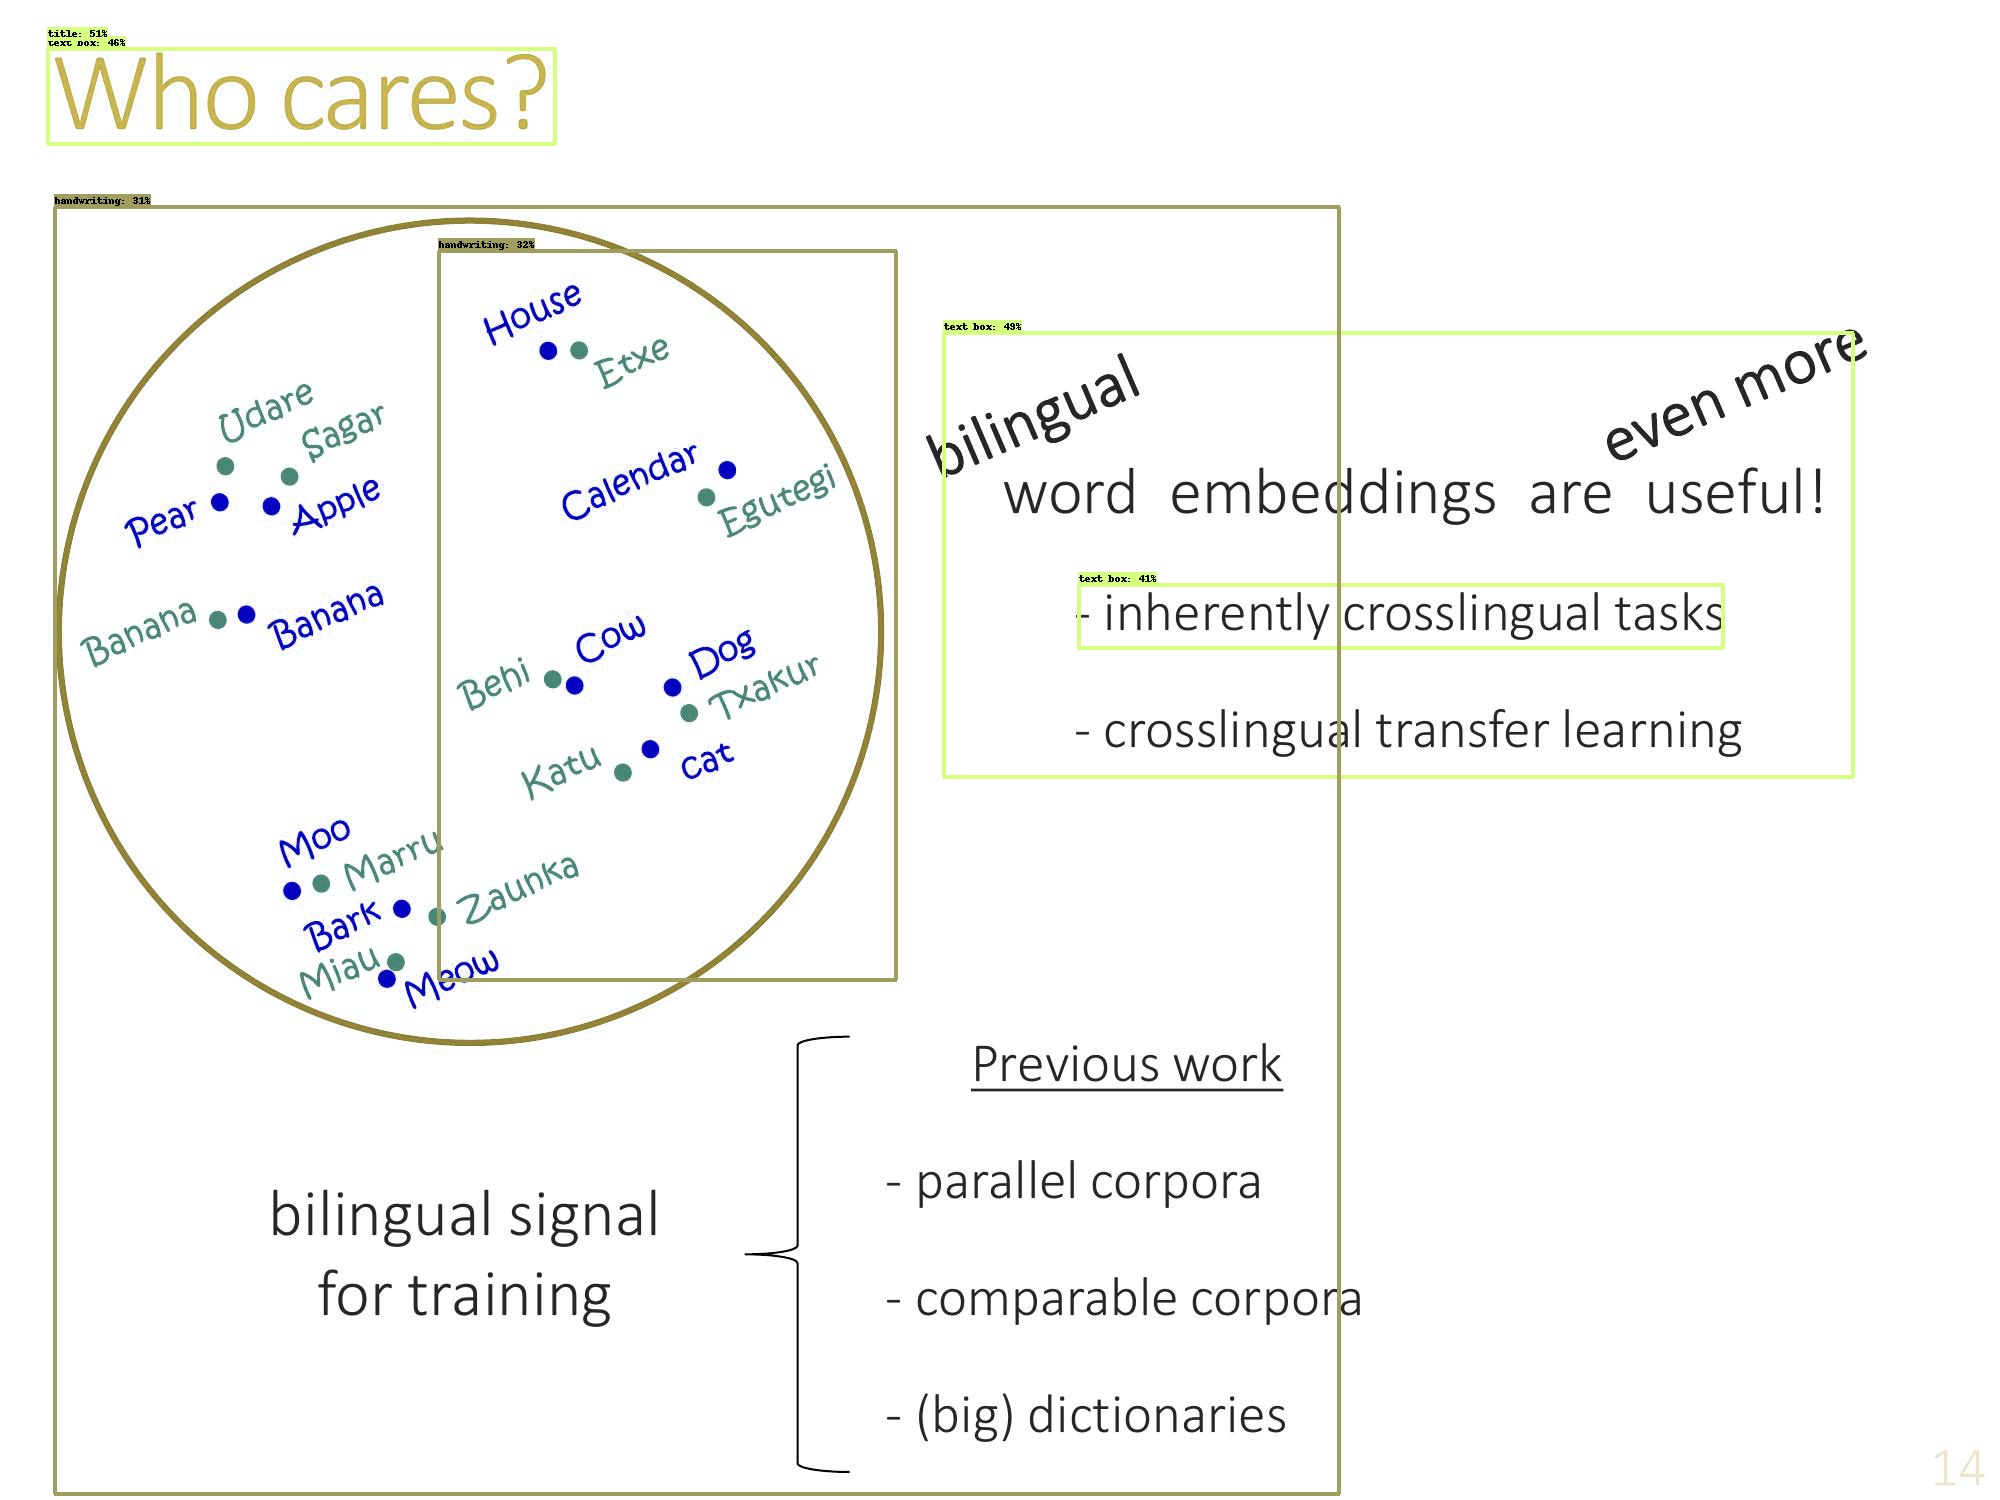 title: 51%
text box: 46%
Who cares?
handwriting: 31%
handwriting: 32%
House
Etxe
Udare
Sagar
Pear
Apple
Calendar
Egutegi
Banana
Banana
Cow
Behi
Dog
Txakur
Katu
cat
Moo
Marru
Bark
Zaunka
Miau
Meow
text box: 49%
bilingual
even more
word embeddings are useful!
text box: 41%
- inherently crosslingual tasks
- crosslingual transfer learning
bilingual signal
for training
Previous work
- parallel corpora
- comparable corpora
- (big) dictionaries
14